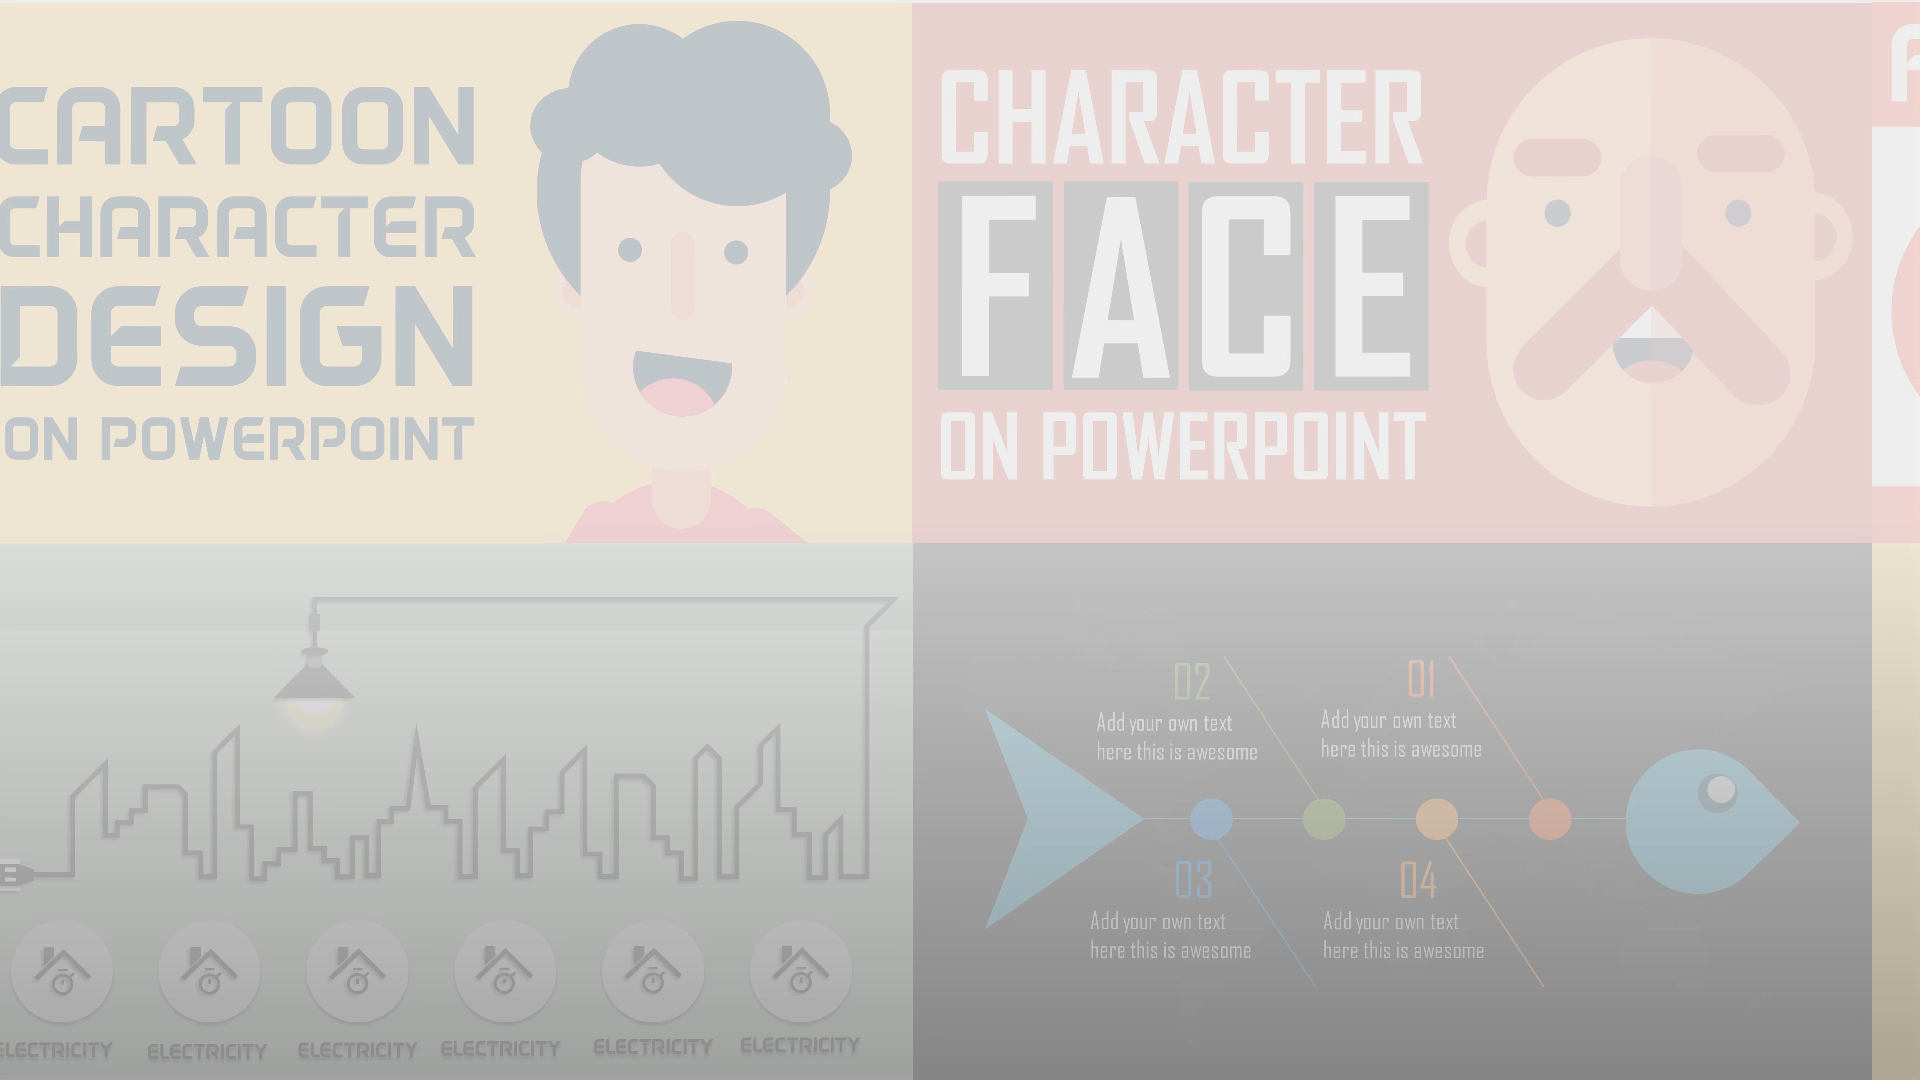 CARTOON
CHARACTER
DESIGN
ON POWERPOINT
CHARACTER
FACE
ON POWERPOINT
ELECTRICITY
ELECTRICITY
ELECTRICITY
ELECTRICITY
ELECTRICITY
ELECTRICITY
02
Add your own text
here this is awesome
01
Add your own text
here this is awesome
03
Add your own text
here this is awesome
04
Add your own text
here this is awesome